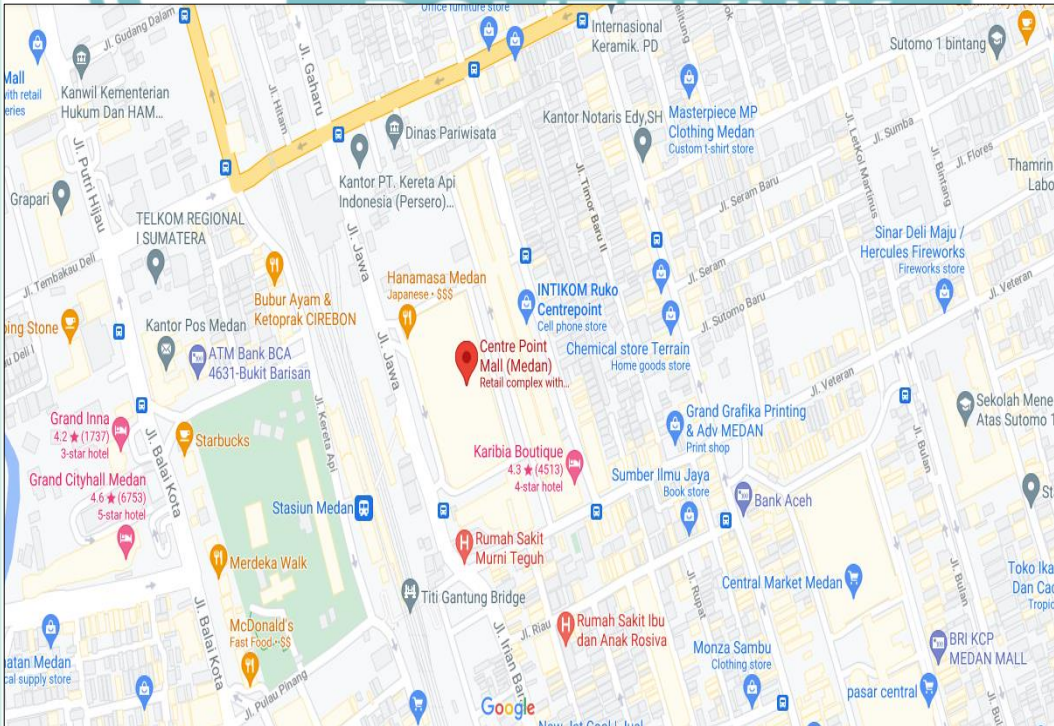 Office furniture store
Jl. Gudang Dalam
Mall
with retail
eries
Kanwil Kementerian
Hukum Dan HAM...
Jl. Hitam
Jl. Gaharu
Internasional
Keramik. PD
Sutomo 1 bintang
Dinas Pariwisata
Kantor Notaris Edy,SH
Masterpiece MP
Clothing Medan
Custom t-shirt store
Jl. Sumba
Jl. LetKol Martinus
Jl. Bintang
Jl. Flores
Thamrin
Labo
Jl. Putri Hijau
Grapari
Kantor PT. Kereta Api
Indonesia (Persero)...
Jl. Timor Baru II
Jl. Seram Baru
TELKOM REGIONAL
I SUMATERA
Jl. Jawa
Jl. Tembakau Deli
Sinar Deli Maju /
Hercules Fireworks
Fireworks store
Jl. Seram
Jl. Veteran
Hanamasa Medan
Japanese · $$$
Bubur Ayam &
Ketoprak CIREBON
INTIKOM Ruko
Centrepoint
Cell phone store
Jl. Sutomo Baru
ping Stone
Kantor Pos Medan
ATM Bank BCA
4631-Bukit Barisan
Jl. Jawa
Centre Point
Mall (Medan)
Retail complex with...
Chemical store Terrain
Home goods store
Jl. Veteran
Jl. Kereta Api
Grand Inna
4.2 ★ (1737)
3-star hotel
Starbucks
Grand Grafika Printing
& Adv MEDAN
Print shop
Sekolah Mene
Atas Sutomo 1
Jl. Balai Kota
Karibia Boutique
4.3 ★ (4513)
4-star hotel
Grand Cityhall Medan
4.6 ★ (6753)
5-star hotel
Stasiun Medan
Sumber Ilmu Jaya
Book store
Bank Aceh
Jl. Bulan
Rumah Sakit
Murni Teguh
Merdeka Walk
Titi Gantung Bridge
Central Market Medan
Jl. Rupat
Jl. Bulan
Toko Ika
Dan Cac
Tropic
Jl. Balai Kota
McDonald's
Fast Food · $$
Jl. Riau
Rumah Sakit Ibu
dan Anak Rosiva
Jl. Irian Bar
Monza Sambu
Clothing store
BRI KCP
MEDAN MALL
atan Medan
cal supply store
Jl. Pulau Pinang
pasar central
Google